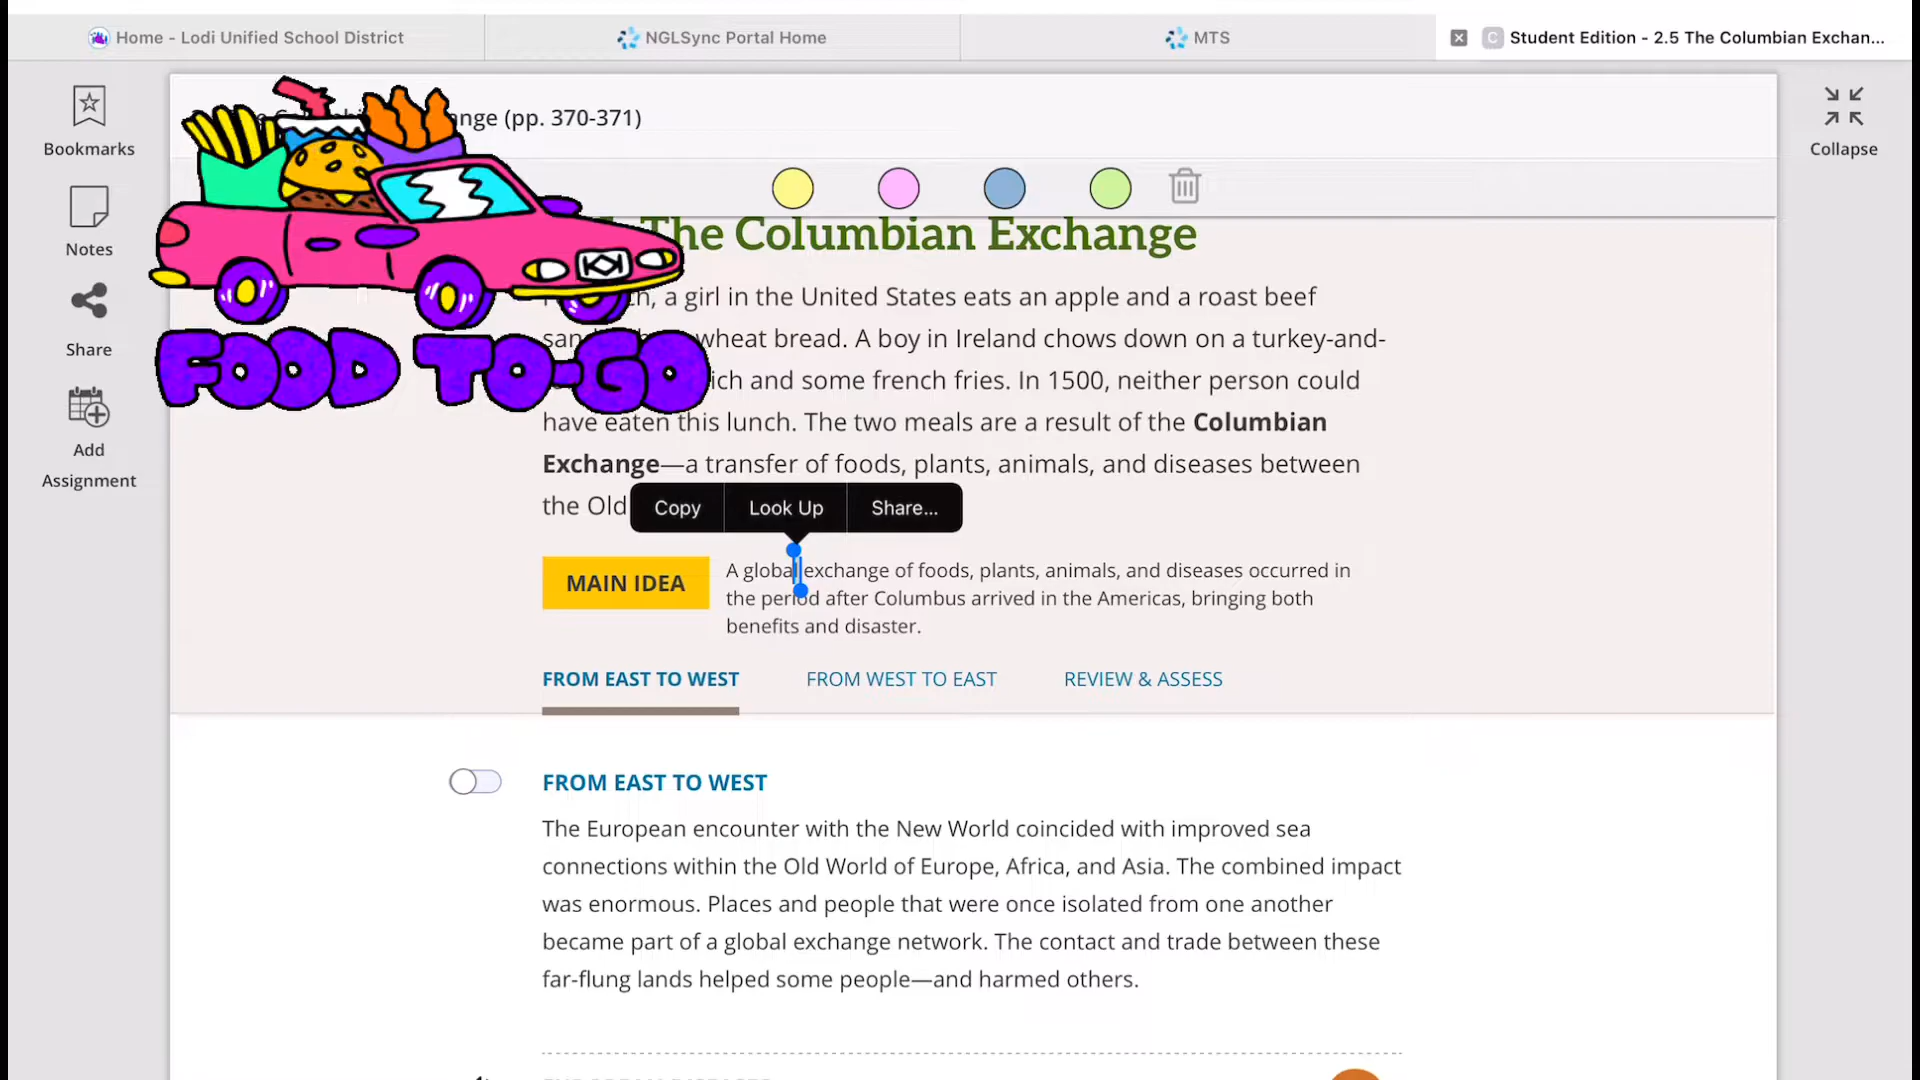 Home - Lodi Unified School District
NGLSync Portal Home
MTS
C Student Edition - 2.5 The Columbian Exchan...
Bookmarks
Notes
Share
Add
Assignment
Collapse
nge (pp. 370-371)
The Columbian Exchange
a girl in the United States eats an apple and a roast beef
wheat bread. A boy in Ireland chows down on a turkey-and-
and some french fries. In 1500, neither person could
have eaten this lunch. The two meals are a result of the Columbian
Exchange—a transfer of foods, plants, animals, and diseases between
the Old
FOOD TO-GO
Copy
Look Up
Share...
MAIN IDEA
A global exchange of foods, plants, animals, and diseases occurred in
the period after Columbus arrived in the Americas, bringing both
benefits and disaster.
FROM EAST TO WEST
FROM WEST TO EAST
REVIEW & ASSESS
FROM EAST TO WEST
The European encounter with the New World coincided with improved sea
connections within the Old World of Europe, Africa, and Asia. The combined impact
was enormous. Places and people that were once isolated from one another
became part of a global exchange network. The contact and trade between these
far-flung lands helped some people—and harmed others.